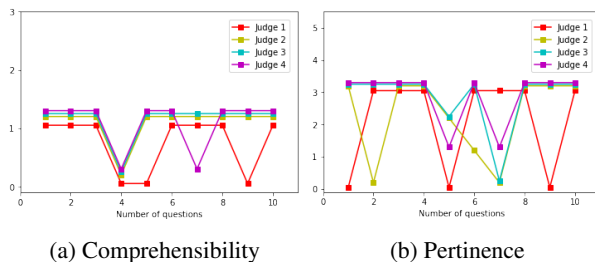 3
2
1
0
0
2
4
6
8
10
Number of questions
Judge 1
Judge 2
Judge 3
Judge 4
(a) Comprehensibility
5
4
3
2
1
0
0
2
4
6
8
10
Number of questions
Judge 1
Judge 2
Judge 3
Judge 4
(b) Pertinence